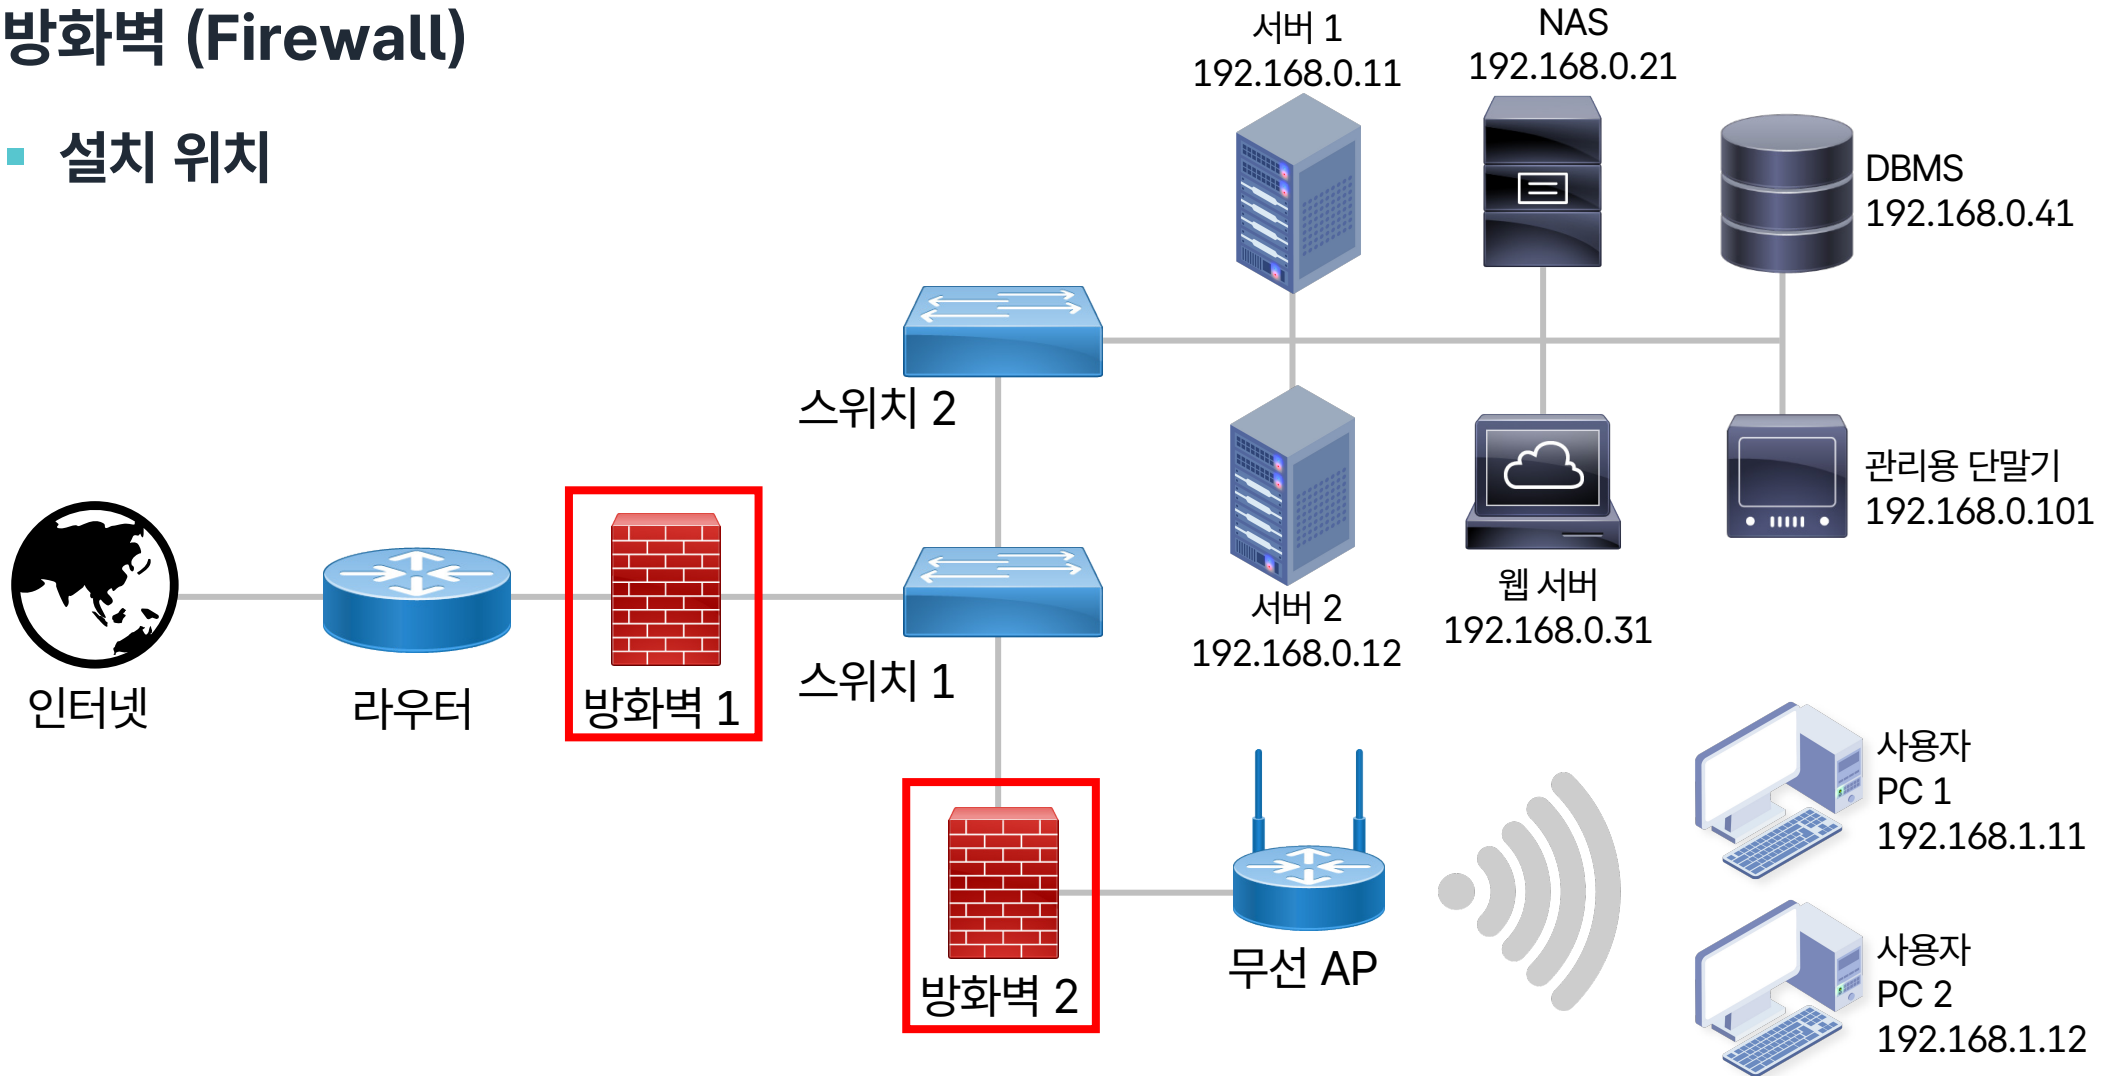 방화벽 (Firewall)
설치 위치
서버 1
192.168.0.11
NAS
192.168.0.21
DBMS
192.168.0.41
스위치 2
관리용 단말기
192.168.0.101
웹 서버
192.168.0.31
서버 2
192.168.0.12
인터넷
라우터
방화벽 1
스위치 1
방화벽 2
무선 AP
사용자
PC 1
192.168.1.11
사용자
PC 2
192.168.1.12